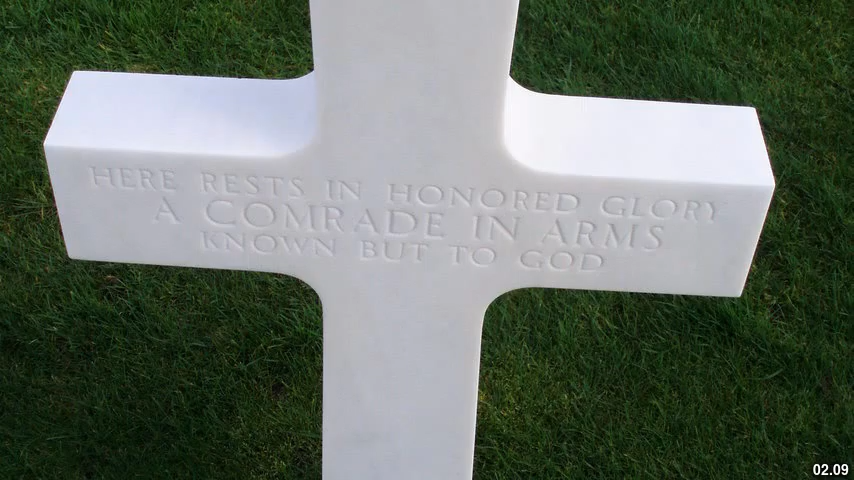 HERE RESTS IN HONORED GLORY
A COMRADE IN ARMS
KNOWN BUT TO GOD
02.09